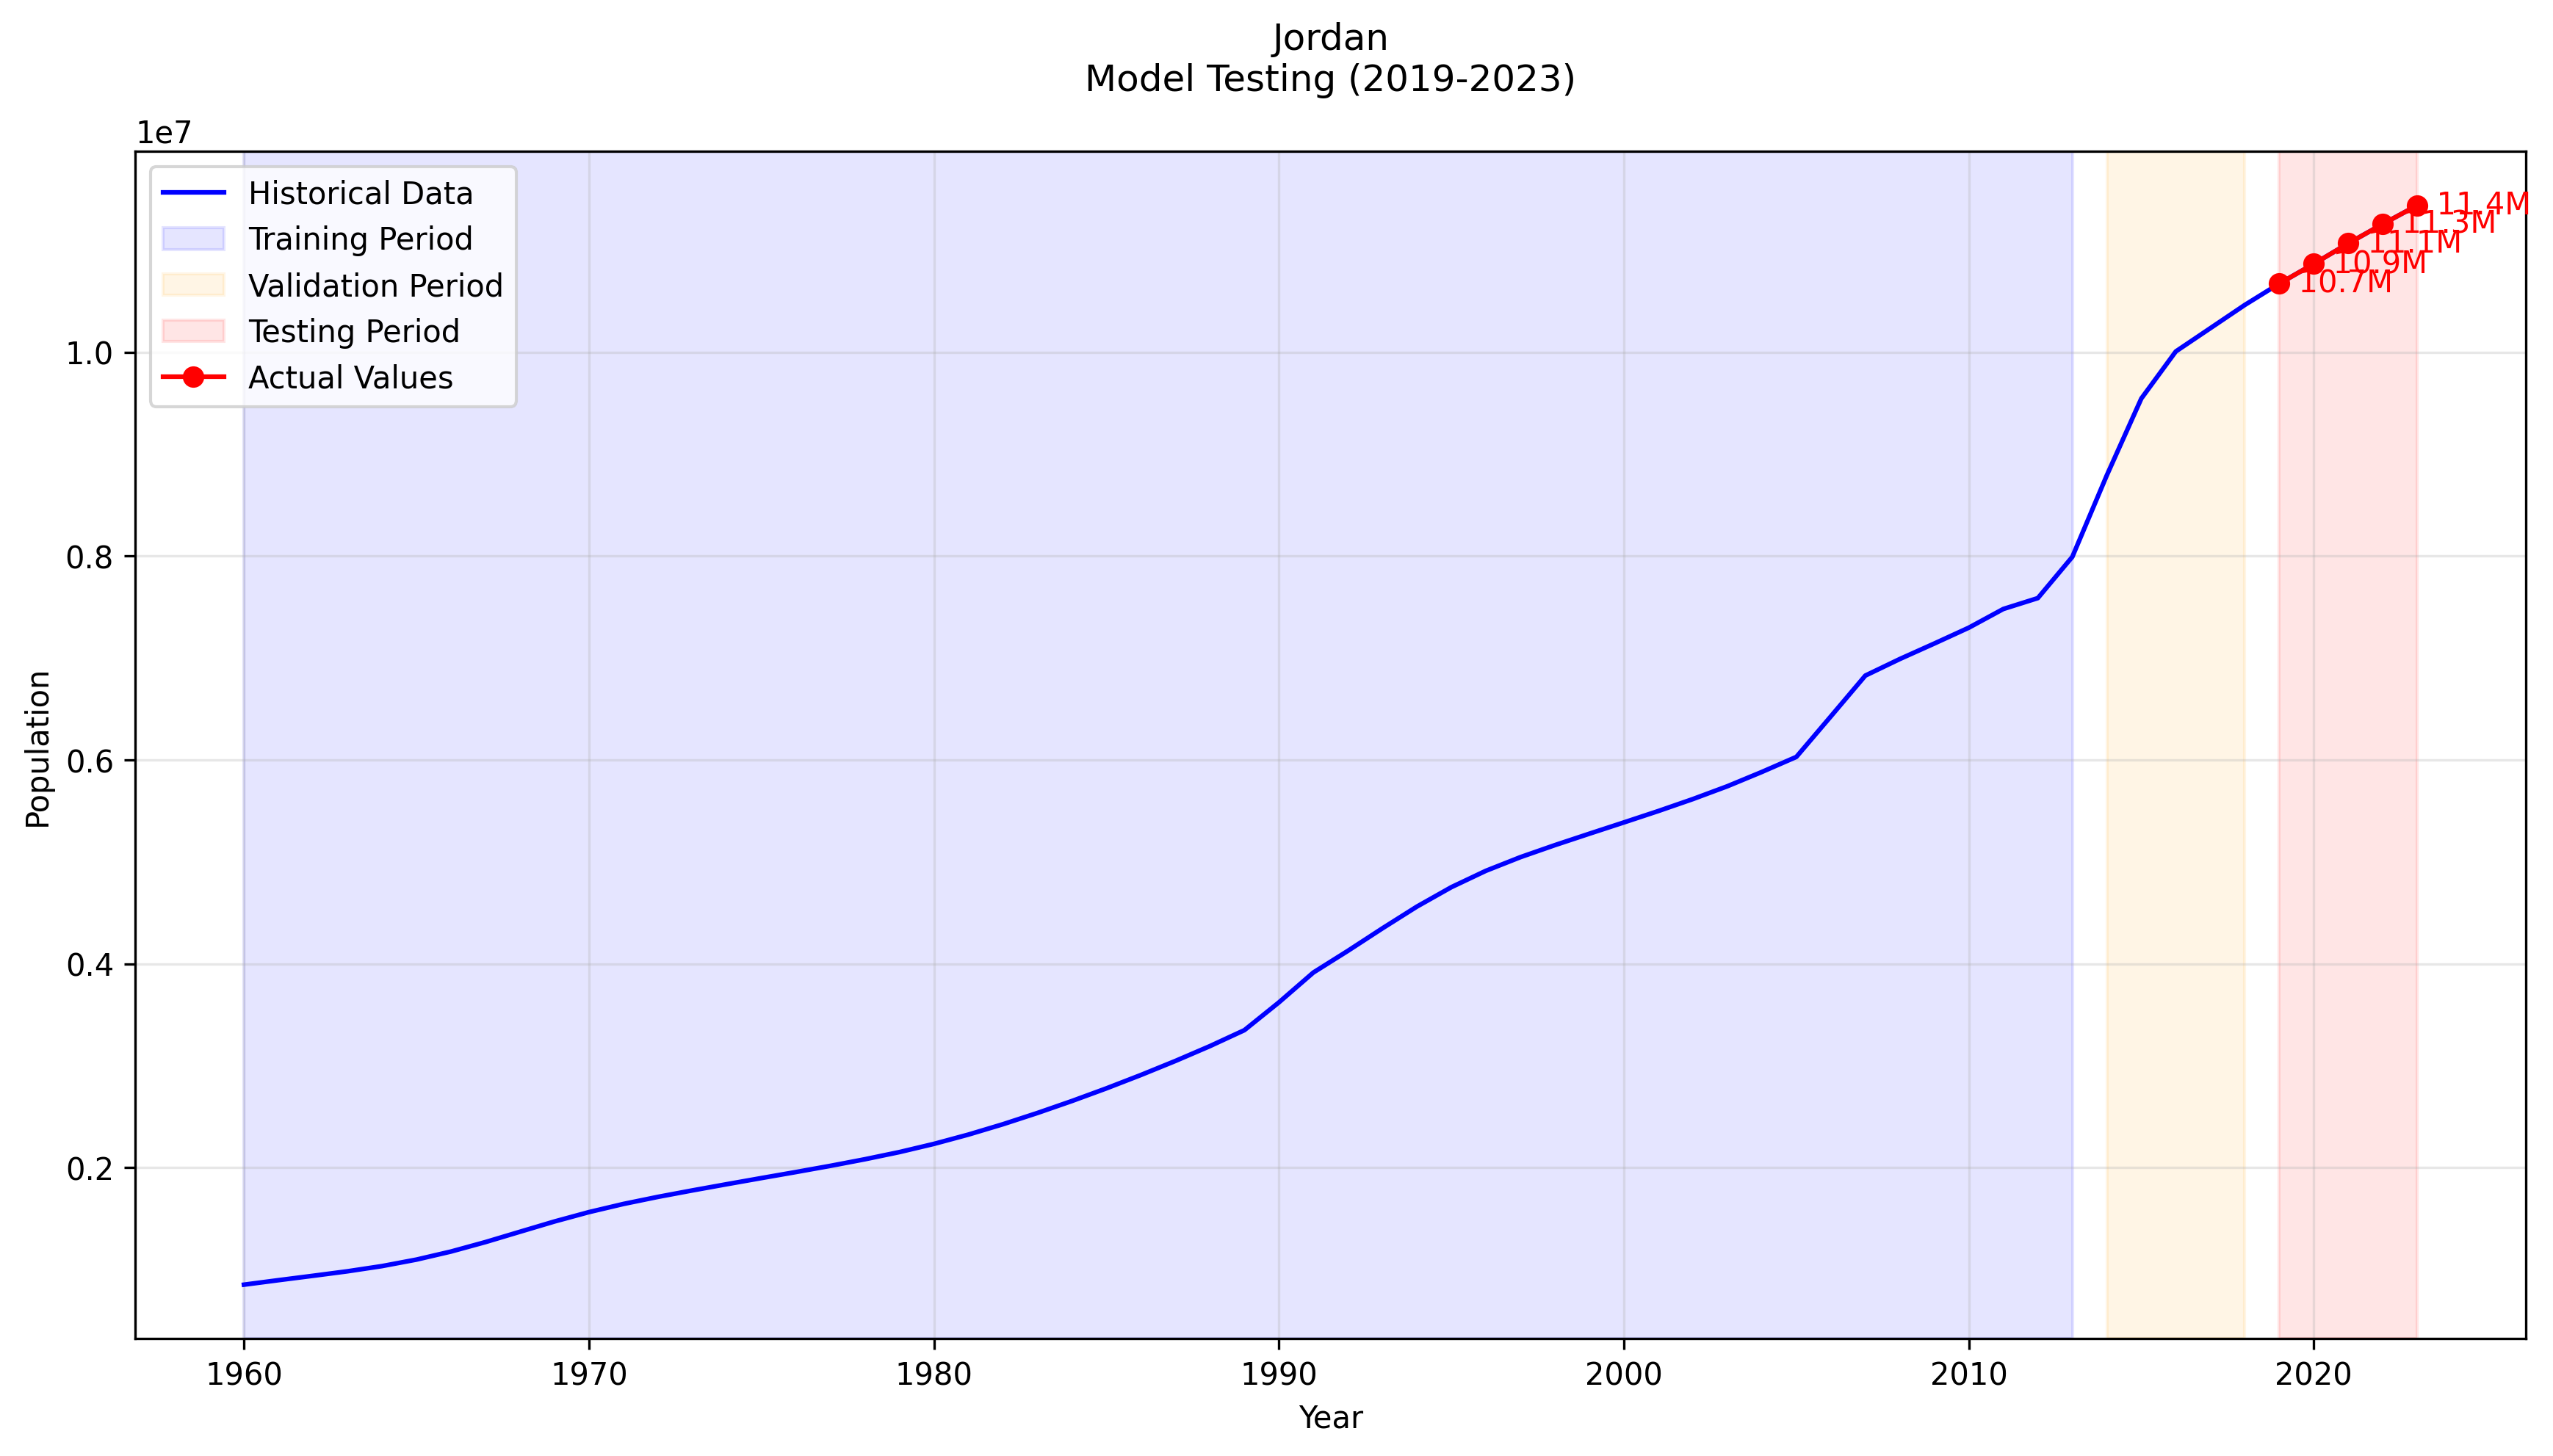 Jordan
Model Testing (2019-2023)
1e7
Historical Data
Training Period
Validation Period
Testing Period
Actual Values
11.4M
11.3M
11.1M
10.9M
10.7M
1.0
0.8
0.6
0.4
0.2
Population
1960 1970 1980 1990 2000 2010 2020
Year